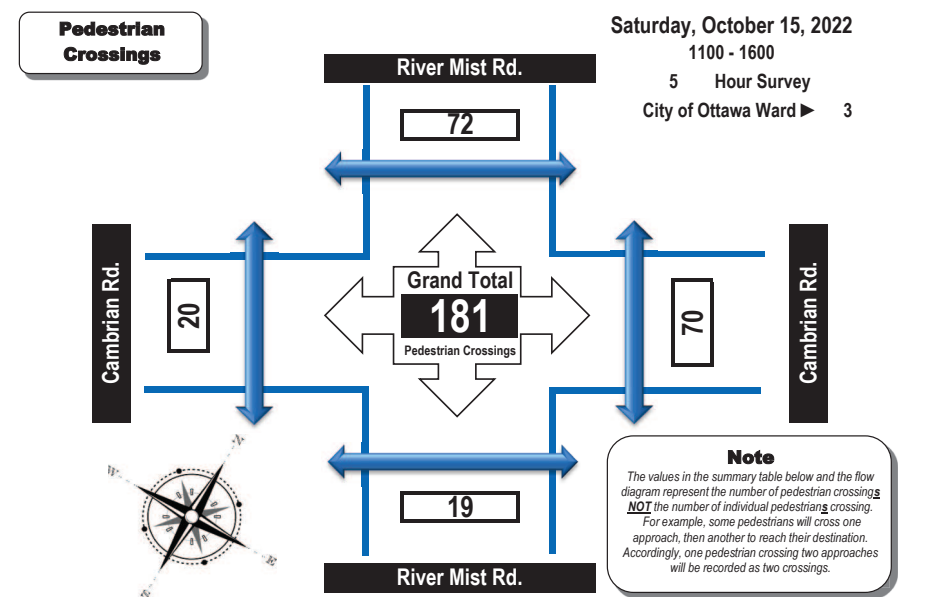 Pedestrian
Crossings
Saturday, October 15, 2022
1100 - 1600
5 Hour Survey
City of Ottawa Ward ► 3
River Mist Rd.
72
Cambrian Rd.
20
Grand Total
181
Pedestrian Crossings
70
Cambrian Rd.
19
River Mist Rd.
N
W
E
S
Note
The values in the summary table below and the flow
diagram represent the number of pedestrian crossings
NOT the number of individual pedestrians crossing.
For example, some pedestrians will cross one
approach, then another to reach their destination.
Accordingly, one pedestrian crossing two approaches
will be recorded as two crossings.